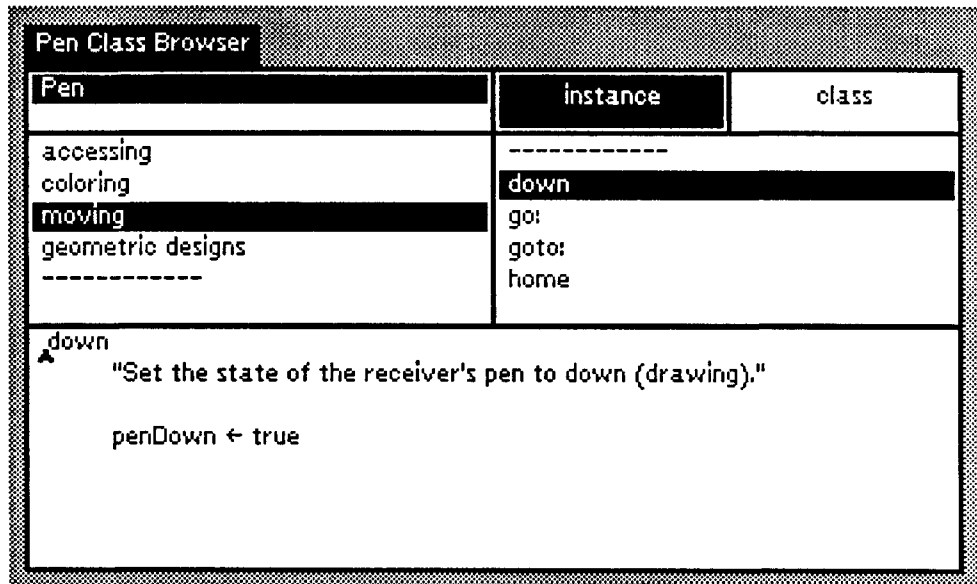 Pen Class Browser
Pen
instance
class
accessing
coloring
moving
geometric designs
------------
------------
down
go:
goto:
home
down
"Set the state of the receiver's pen to down (drawing)."
penDown ← true